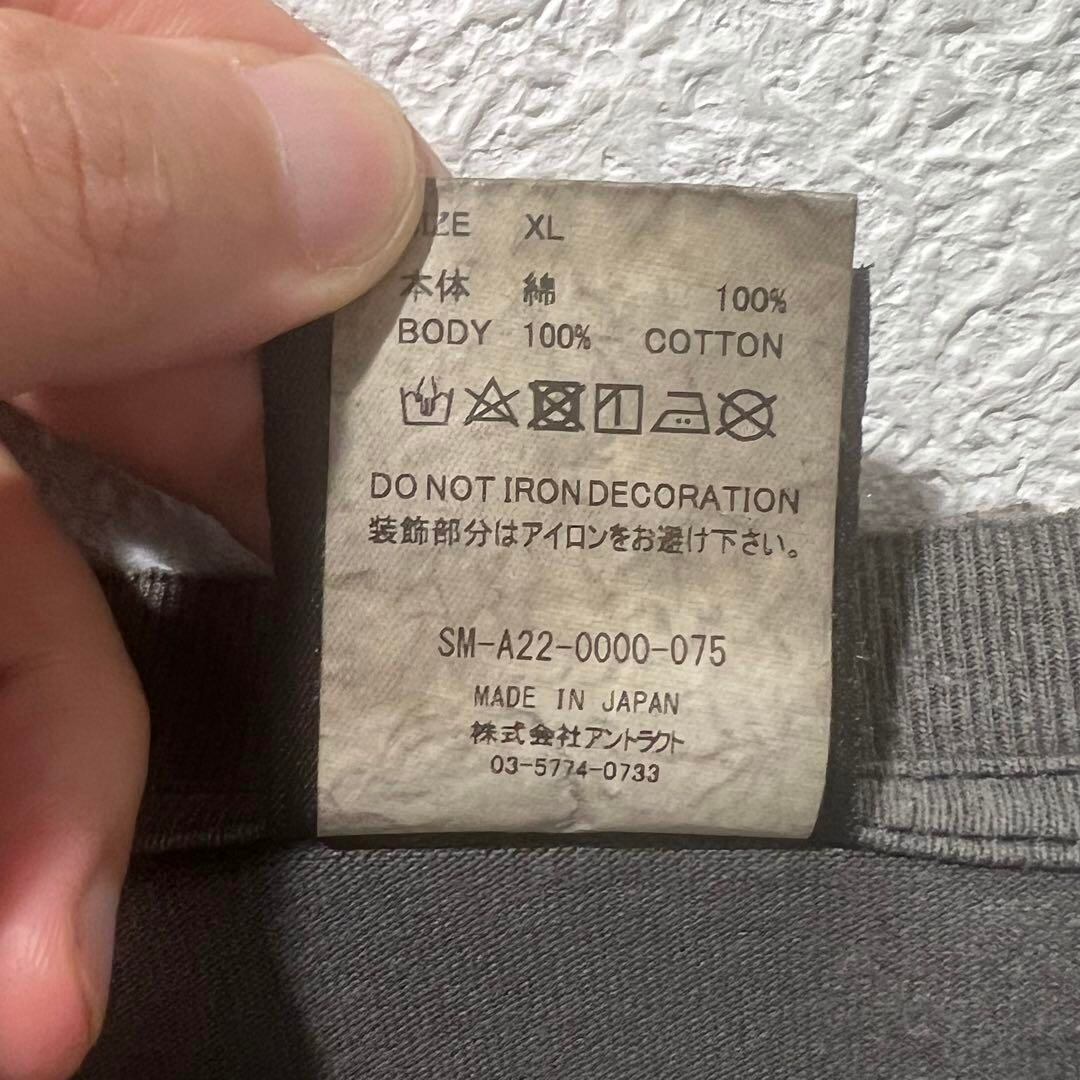 SIZE XL
本体 綿 100%
BODY 100% COTTON
DO NOT IRON DECORATION
装飾部分はアイロンをお避け下さい。
SM-A22-0000-075
MADE IN JAPAN
株式会社アントラクト
03-5774-0733